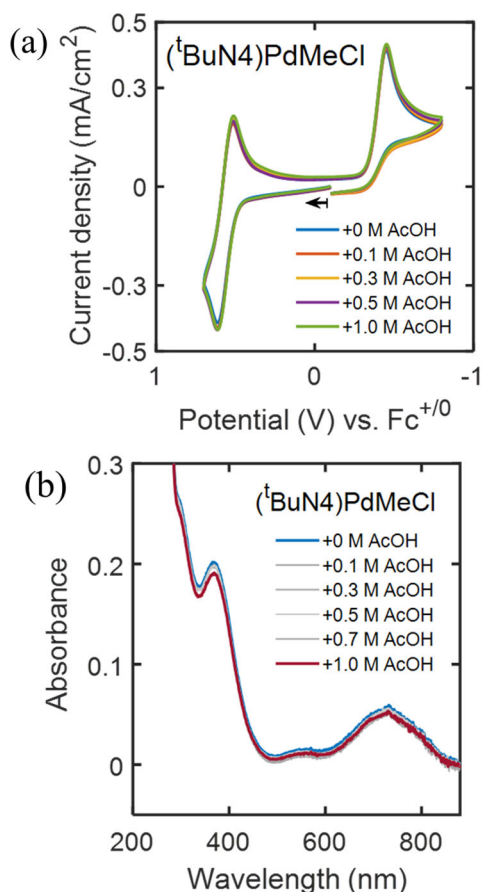 (a)
(ᵗBuN4)PdMeCl
0.5
0.3
0
-0.3
-0.5
Current density (mA/cm²)
+0 M AcOH
+0.1 M AcOH
+0.3 M AcOH
+0.5 M AcOH
+1.0 M AcOH
1
0
-1
Potential (V) vs. Fc⁺/⁰
(b)
(ᵗBuN4)PdMeCl
0.3
0.2
0.1
0
Absorbance
+0 M AcOH
+0.1 M AcOH
+0.3 M AcOH
+0.5 M AcOH
+0.7 M AcOH
+1.0 M AcOH
200
400
600
800
Wavelength (nm)